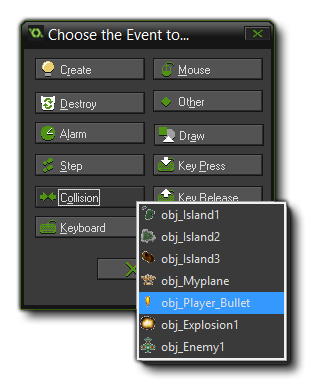 Choose the Event to...
Create
Mouse
Destroy
Other
Alarm
Draw
Step
Key Press
Collision
Key Release
Keyboard
obj_Island1
obj_Island2
obj_Island3
obj_Myplane
obj_Player_Bullet
obj_Explosion1
obj_Enemy1